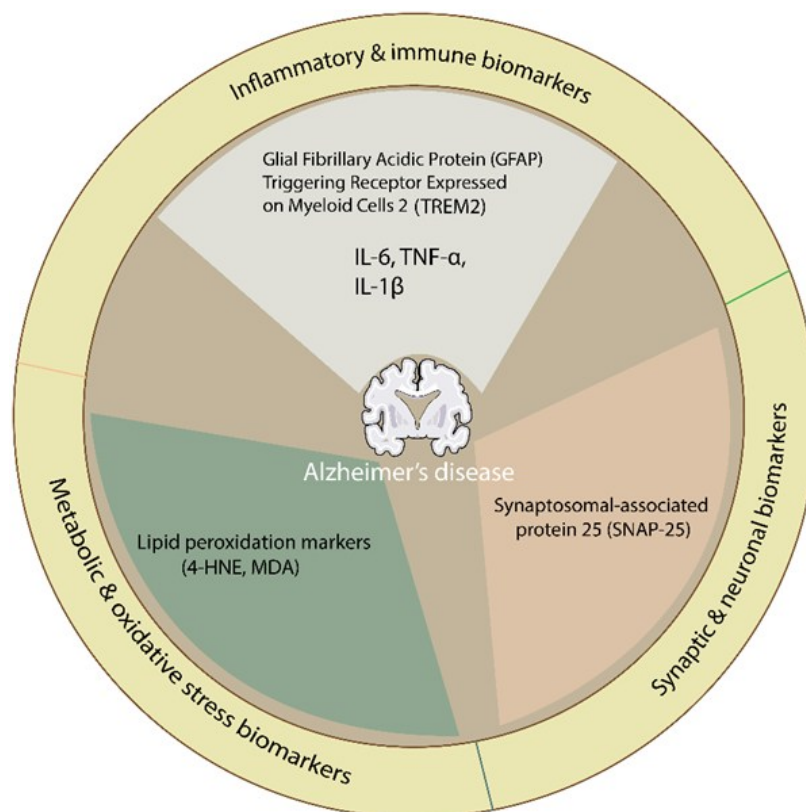 Inflammatory & immune biomarkers
Glial Fibrillary Acidic Protein (GFAP)
Triggering Receptor Expressed
on Myeloid Cells 2 (TREM2)
IL-6, TNF-α,
IL-1β
Alzheimer's disease
Synaptosomal-associated
protein 25 (SNAP-25)
Synaptic & neuronal biomarkers
Lipid peroxidation markers
(4-HNE, MDA)
Metabolic & oxidative stress biomarkers